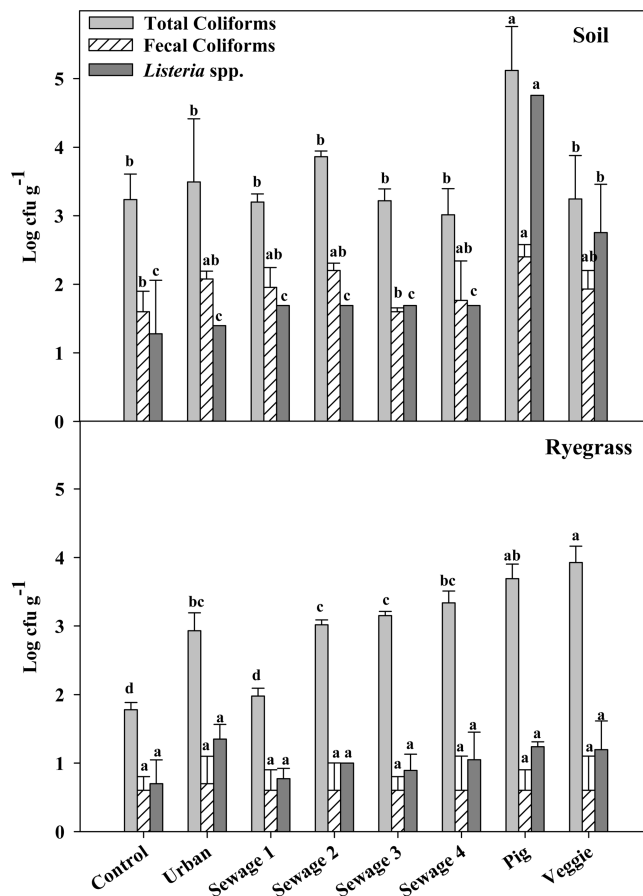 Total Coliforms
Fecal Coliforms
Listeria spp.
Soil
Log cfu g-1
5
4
3
2
1
0
b b c
b ab c
b ab c
b ab c
b b c
b ab c
a a a
b ab b
Ryegrass
Log cfu g-1
5
4
3
2
1
0
d a a
bc a a
d a a
c a a
c a a
bc a a
ab a a
a a a
Control
Urban
Sewage 1
Sewage 2
Sewage 3
Sewage 4
Pig
Veggie